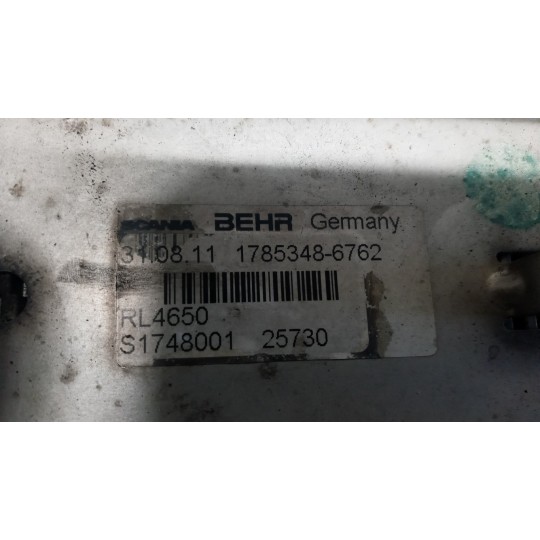 SCANIA BEHR Germany
31.08.11 1785348-6762
RL4650
S1748001 25730